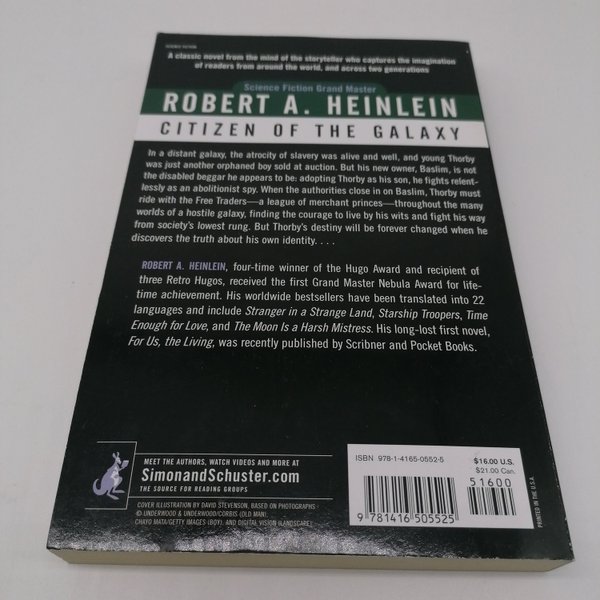 SCIENCE FICTION
A classic novel from the mind of the storyteller who captures the imagination
of readers from around the world, and across two generations
Science Fiction Grand Master
ROBERT A. HEINLEIN
CITIZEN OF THE GALAXY
In a distant galaxy, the atrocity of slavery was alive and well, and young Thorby
was just another orphaned boy sold at auction. But his new owner, Baslim, is not
the disabled beggar he appears to be: adopting Thorby as his son, he fights relent-
lessly as an abolitionist spy. When the authorities close in on Baslim, Thorby must
ride with the Free Traders—a league of merchant princes—throughout the many
worlds of a hostile galaxy, finding the courage to live by his wits and fight his way
from society's lowest rung. But Thorby's destiny will be forever changed when he
discovers the truth about his own identity. . . .
ROBERT A. HEINLEIN, four-time winner of the Hugo Award and recipient of
three Retro Hugos, received the first Grand Master Nebula Award for life-
time achievement. His worldwide bestsellers have been translated into 22
languages and include Stranger in a Strange Land, Starship Troopers, Time
Enough for Love, and The Moon Is a Harsh Mistress. His long-lost first novel,
For Us, the Living, was recently published by Scribner and Pocket Books.
MEET THE AUTHORS, WATCH VIDEOS AND MORE AT
SimonandSchuster.com
THE SOURCE FOR READING GROUPS
COVER ILLUSTRATION BY DAVID STEVENSON, BASED ON PHOTOGRAPHS
© UNDERWOOD & UNDERWOOD/CORBIS (OLD MAN);
CHAYO MATA/GETTY IMAGES (BOY), AND DIGITAL VISION (LANDSCAPE)
ISBN 978-1-4165-0552-5
$16.00 U.S.
$21.00 Can.
51600
9 781416 505525
PRINTED IN THE U.S.A.